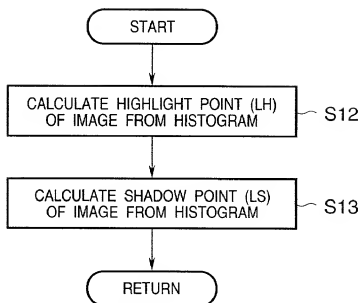 START
CALCULATE HIGHLIGHT POINT (LH)
OF IMAGE FROM HISTOGRAM
S12
CALCULATE SHADOW POINT (LS)
OF IMAGE FROM HISTOGRAM
S13
RETURN